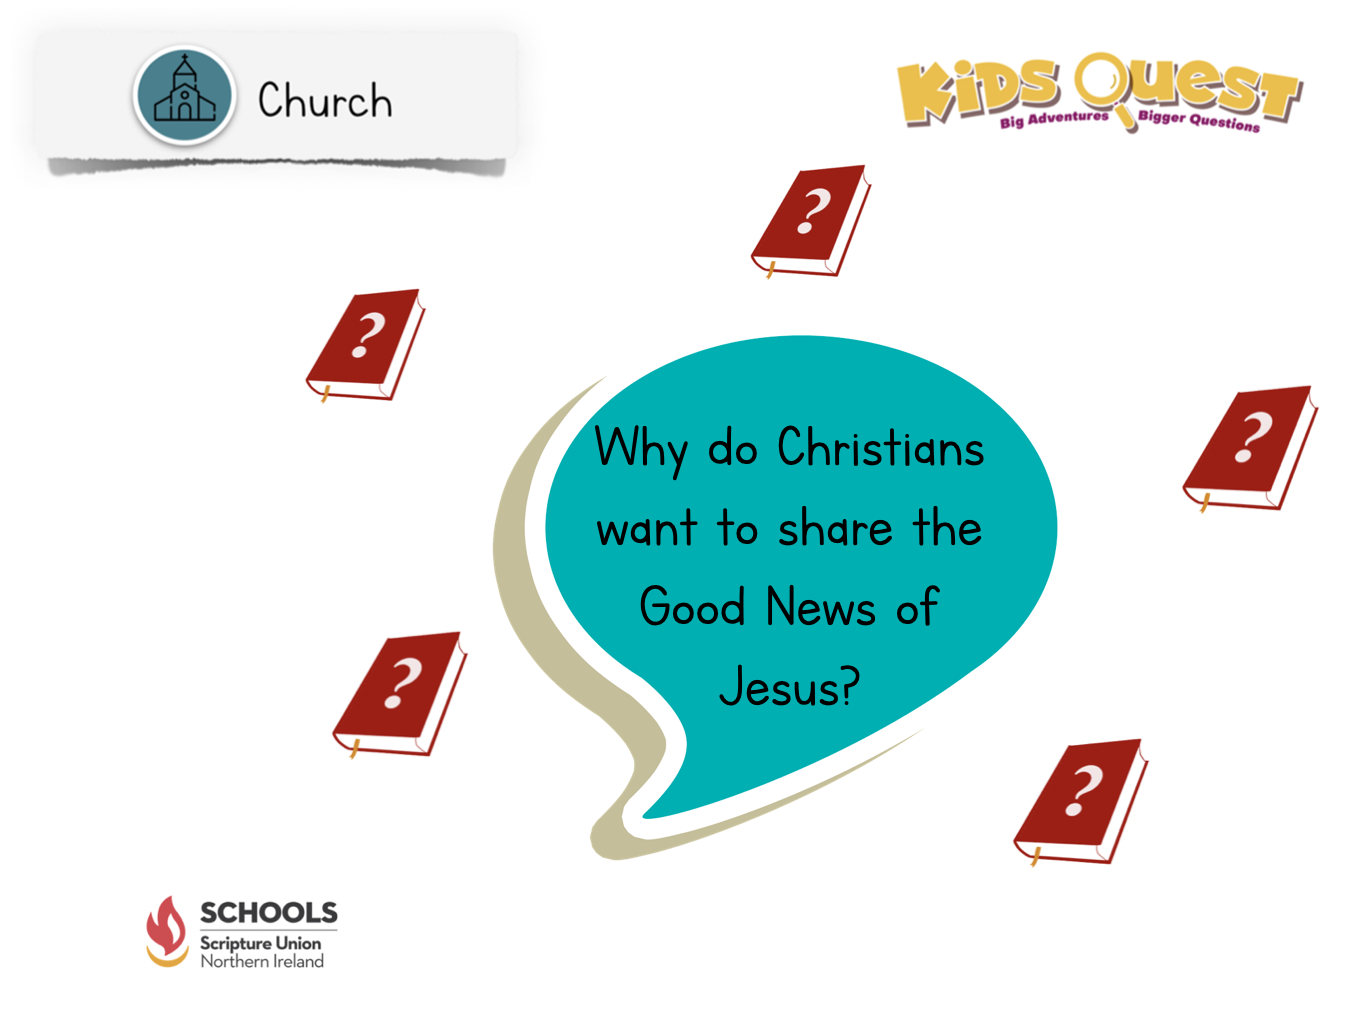 Church
KiDS QUEST
Big Adventures Bigger Questions
?
?
?
Why do Christians
want to share the
Good News of
Jesus?
?
?
SCHOOLS
Scripture Union
Northern Ireland